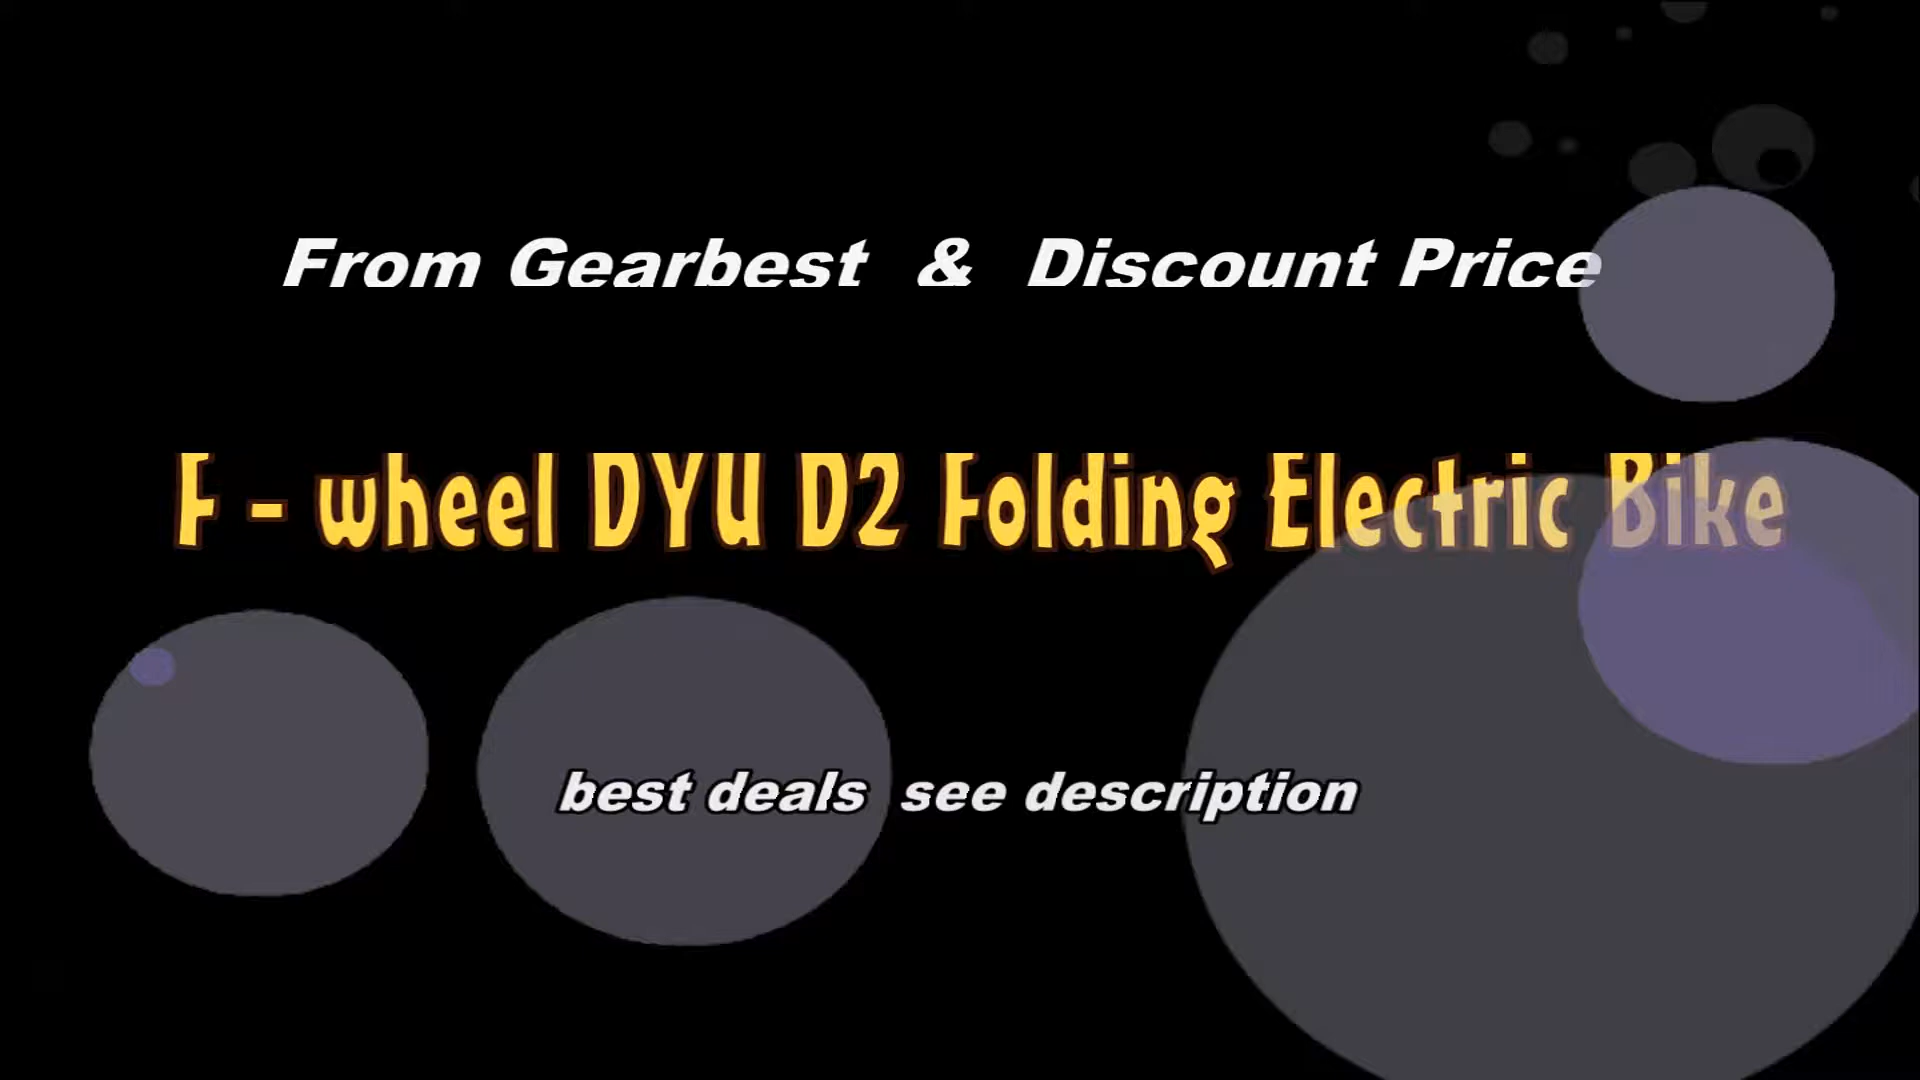 From Gearbest & Discount Price
F - wheel DYU D2 Folding Electric Bike
best deals see description